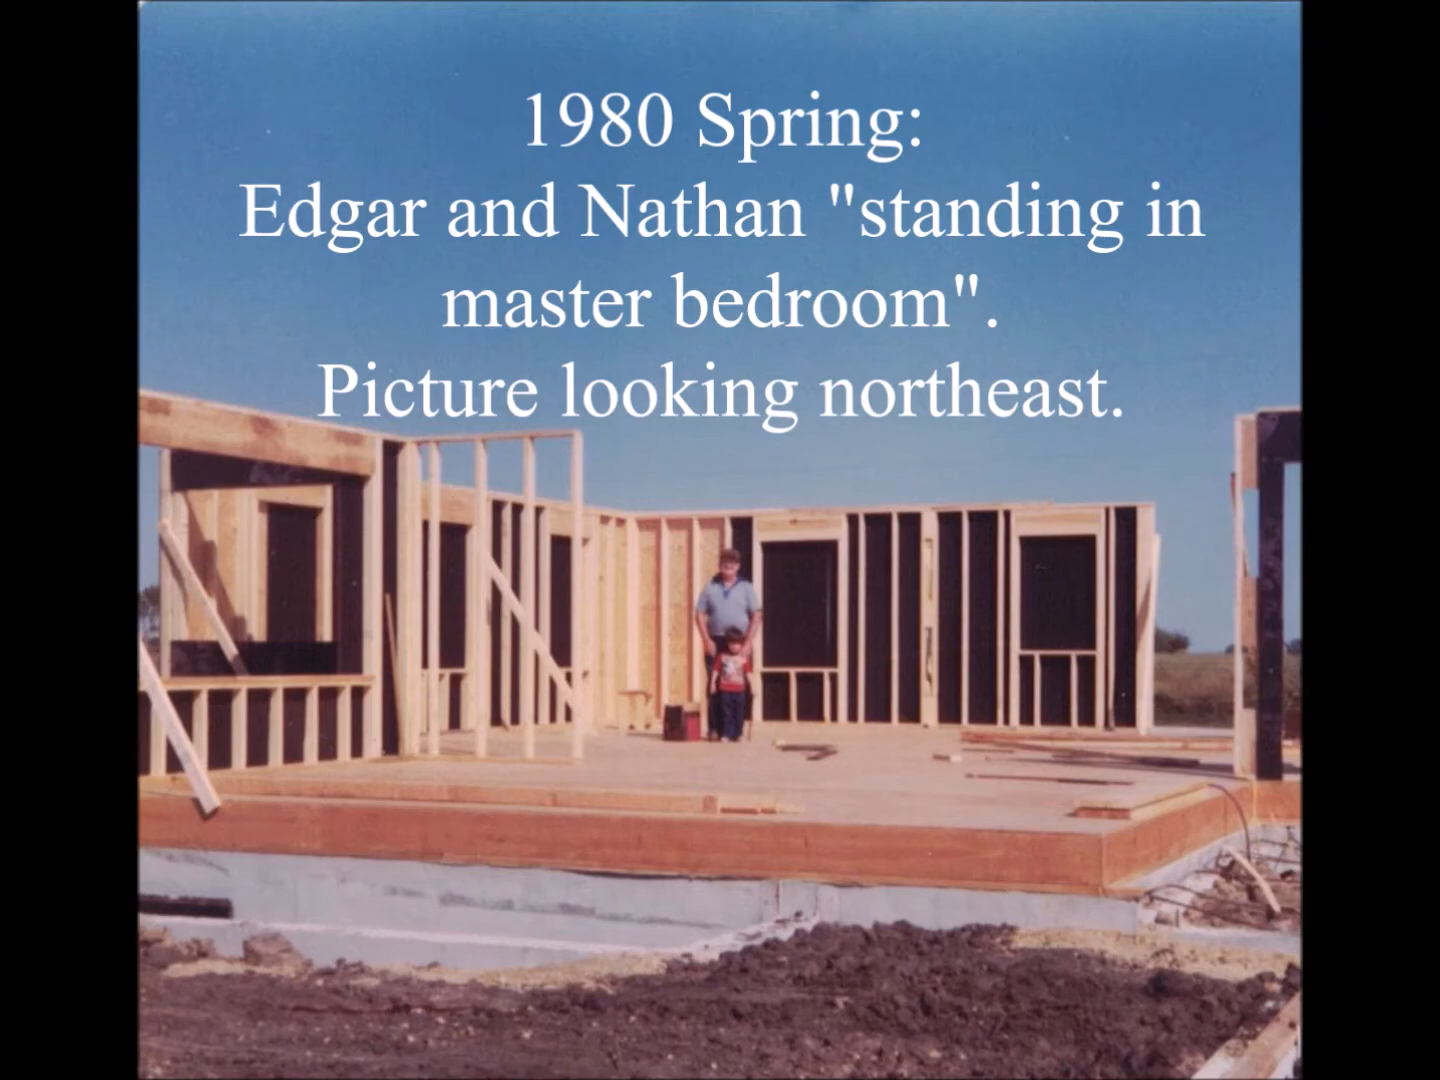 1980 Spring:
Edgar and Nathan "standing in
master bedroom".
Picture looking northeast.